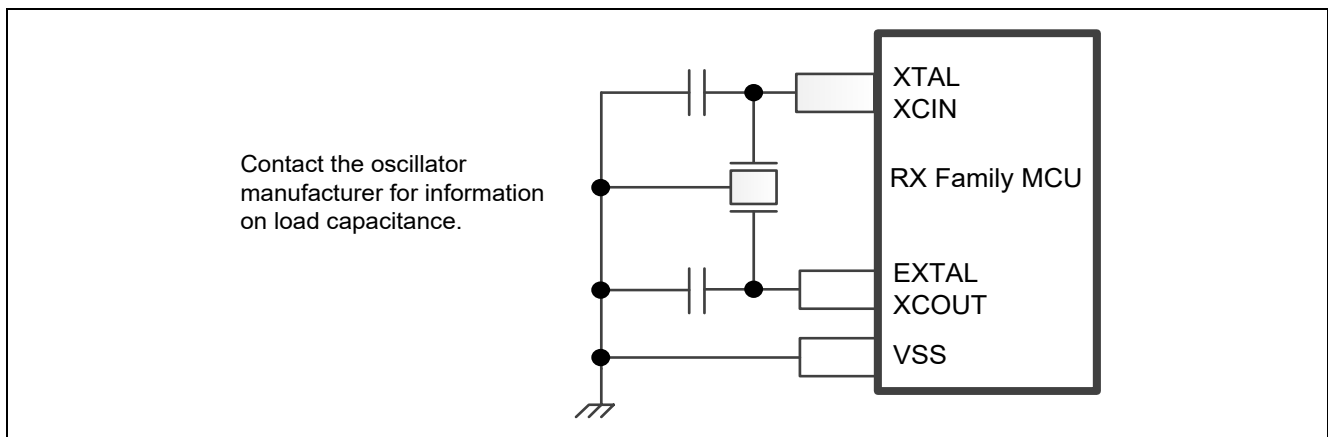 Contact the oscillator
manufacturer for information
on load capacitance.
XTAL
XCIN
RX Family MCU
EXTAL
XCOUT
VSS